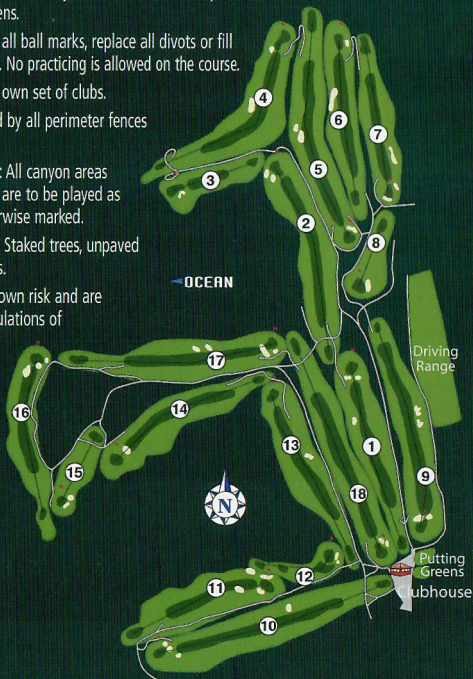 ens.
all ball marks, replace all divots or fill
. No practicing is allowed on the course.
own set of clubs.
d by all perimeter fences
: All canyon areas
are to be played as
rwise marked.
Staked trees, unpaved
s.
own risk and are
ulations of
4
6
7
5
3
2
8
OCEAN
Driving
Range
17
16
14
15
13
1
9
18
N
Putting
Greens
Clubhouse
12
11
10